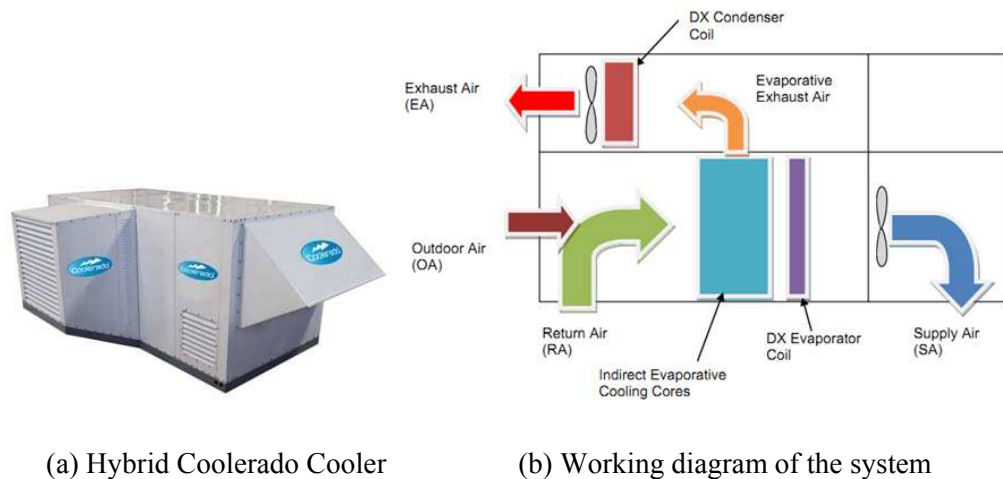 DX Condenser
Coil
Exhaust Air
(EA)
Evaporative
Exhaust Air
Outdoor Air
(OA)
Return Air
(RA)
Indirect Evaporative
Cooling Cores
DX Evaporator
Coil
Supply Air
(SA)
Coolerado
Coolerado
Coolerado
(a) Hybrid Coolerado Cooler
(b) Working diagram of the system